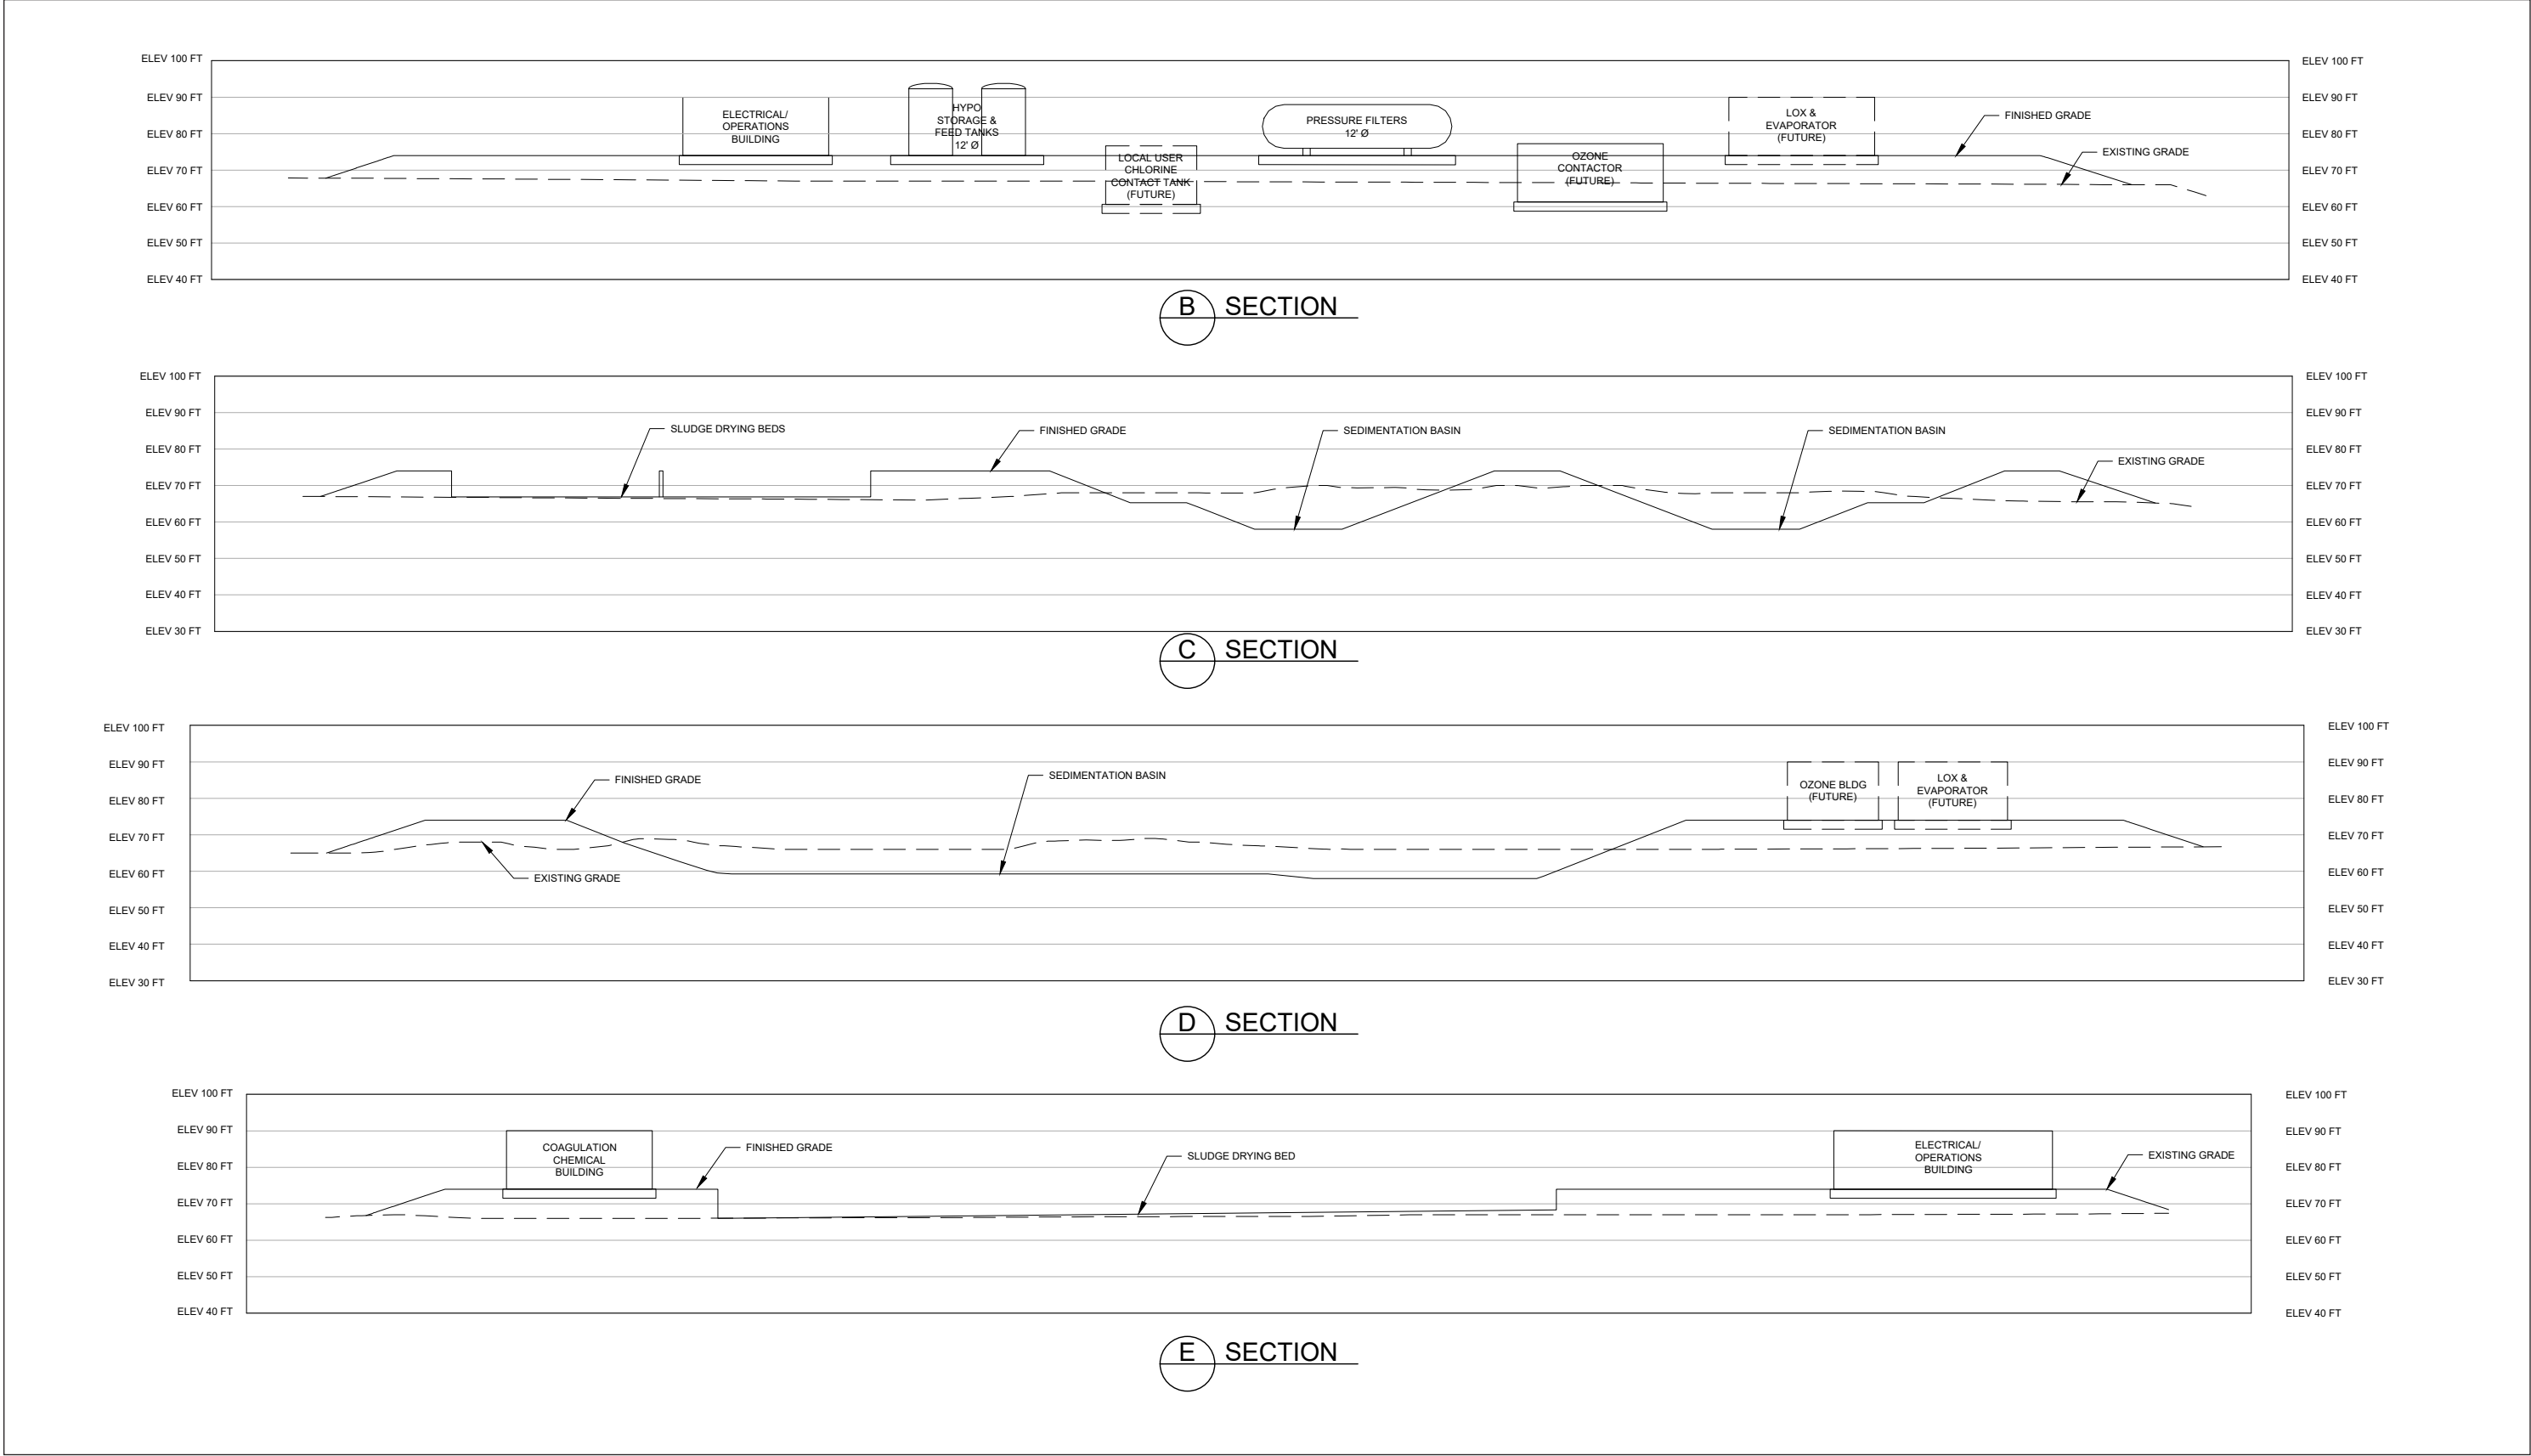 ELEV 100 FT
ELEV 90 FT
ELEV 80 FT
ELEV 70 FT
ELEV 60 FT
ELEV 50 FT
ELEV 40 FT
ELECTRICAL/
OPERATIONS
BUILDING
HYPO
STORAGE &
FEED TANKS
12' Ø
LOCAL USER
CHLORINE
CONTACT TANK
(FUTURE)
PRESSURE FILTERS
12' Ø
OZONE
CONTACTOR
(FUTURE)
LOX &
EVAPORATOR
(FUTURE)
FINISHED GRADE
EXISTING GRADE
ELEV 100 FT
ELEV 90 FT
ELEV 80 FT
ELEV 70 FT
ELEV 60 FT
ELEV 50 FT
ELEV 40 FT
B SECTION
ELEV 100 FT
ELEV 90 FT
ELEV 80 FT
ELEV 70 FT
ELEV 60 FT
ELEV 50 FT
ELEV 40 FT
ELEV 30 FT
SLUDGE DRYING BEDS
FINISHED GRADE
SEDIMENTATION BASIN
SEDIMENTATION BASIN
EXISTING GRADE
ELEV 100 FT
ELEV 90 FT
ELEV 80 FT
ELEV 70 FT
ELEV 60 FT
ELEV 50 FT
ELEV 40 FT
ELEV 30 FT
C SECTION
ELEV 100 FT
ELEV 90 FT
ELEV 80 FT
ELEV 70 FT
ELEV 60 FT
ELEV 50 FT
ELEV 40 FT
ELEV 30 FT
FINISHED GRADE
EXISTING GRADE
SEDIMENTATION BASIN
OZONE BLDG
(FUTURE)
LOX &
EVAPORATOR
(FUTURE)
ELEV 100 FT
ELEV 90 FT
ELEV 80 FT
ELEV 70 FT
ELEV 60 FT
ELEV 50 FT
ELEV 40 FT
ELEV 30 FT
D SECTION
ELEV 100 FT
ELEV 90 FT
ELEV 80 FT
ELEV 70 FT
ELEV 60 FT
ELEV 50 FT
ELEV 40 FT
COAGULATION
CHEMICAL
BUILDING
FINISHED GRADE
SLUDGE DRYING BED
ELECTRICAL/
OPERATIONS
BUILDING
EXISTING GRADE
ELEV 100 FT
ELEV 90 FT
ELEV 80 FT
ELEV 70 FT
ELEV 60 FT
ELEV 50 FT
ELEV 40 FT
E SECTION